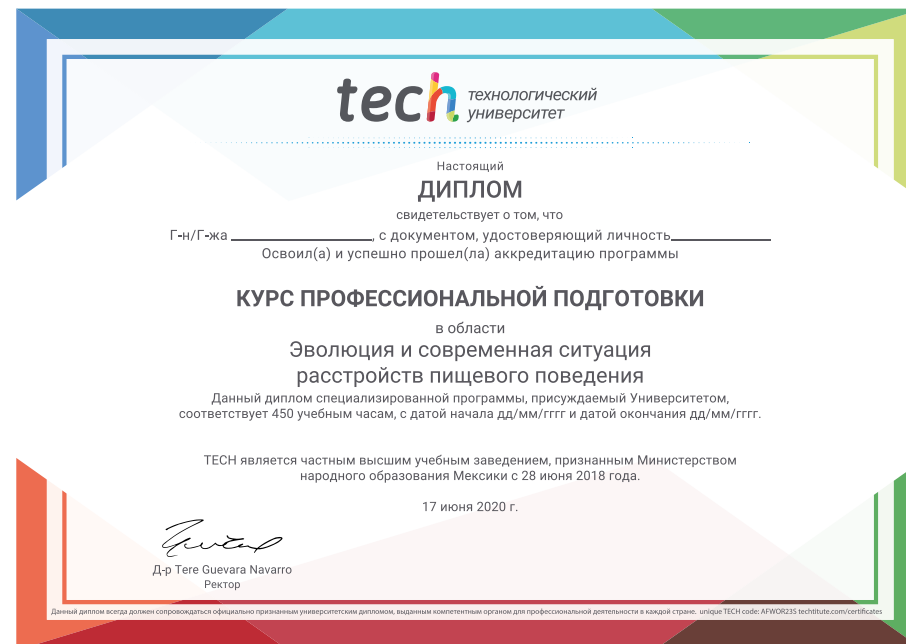 tech технологический
университет
Настоящий
ДИПЛОМ
свидетельствует о том, что
Г-н/Г-жа ____________, с документом, удостоверяющий личность____________
Освоил(а) и успешно прошел(ла) аккредитацию программы
КУРС ПРОФЕССИОНАЛЬНОЙ ПОДГОТОВКИ
в области
Эволюция и современная ситуация
расстройств пищевого поведения
Данный диплом специализированной программы, присуждаемый Университетом,
соответствует 450 учебным часам, с датой начала дд/мм/гггг и датой окончания дд/мм/гггг.
TECH является частным высшим учебным заведением, признанным Министерством
народного образования Мексики с 28 июня 2018 года.
17 июня 2020 г.
Д-р Tere Guevara Navarro
Ректор
Данный диплом всегда должен сопровождаться официально признанным университетским дипломом, выданным компетентным органом для профессиональной деятельности в каждой стране. unique TECH code: AFWOR23S techtitute.com/certificates